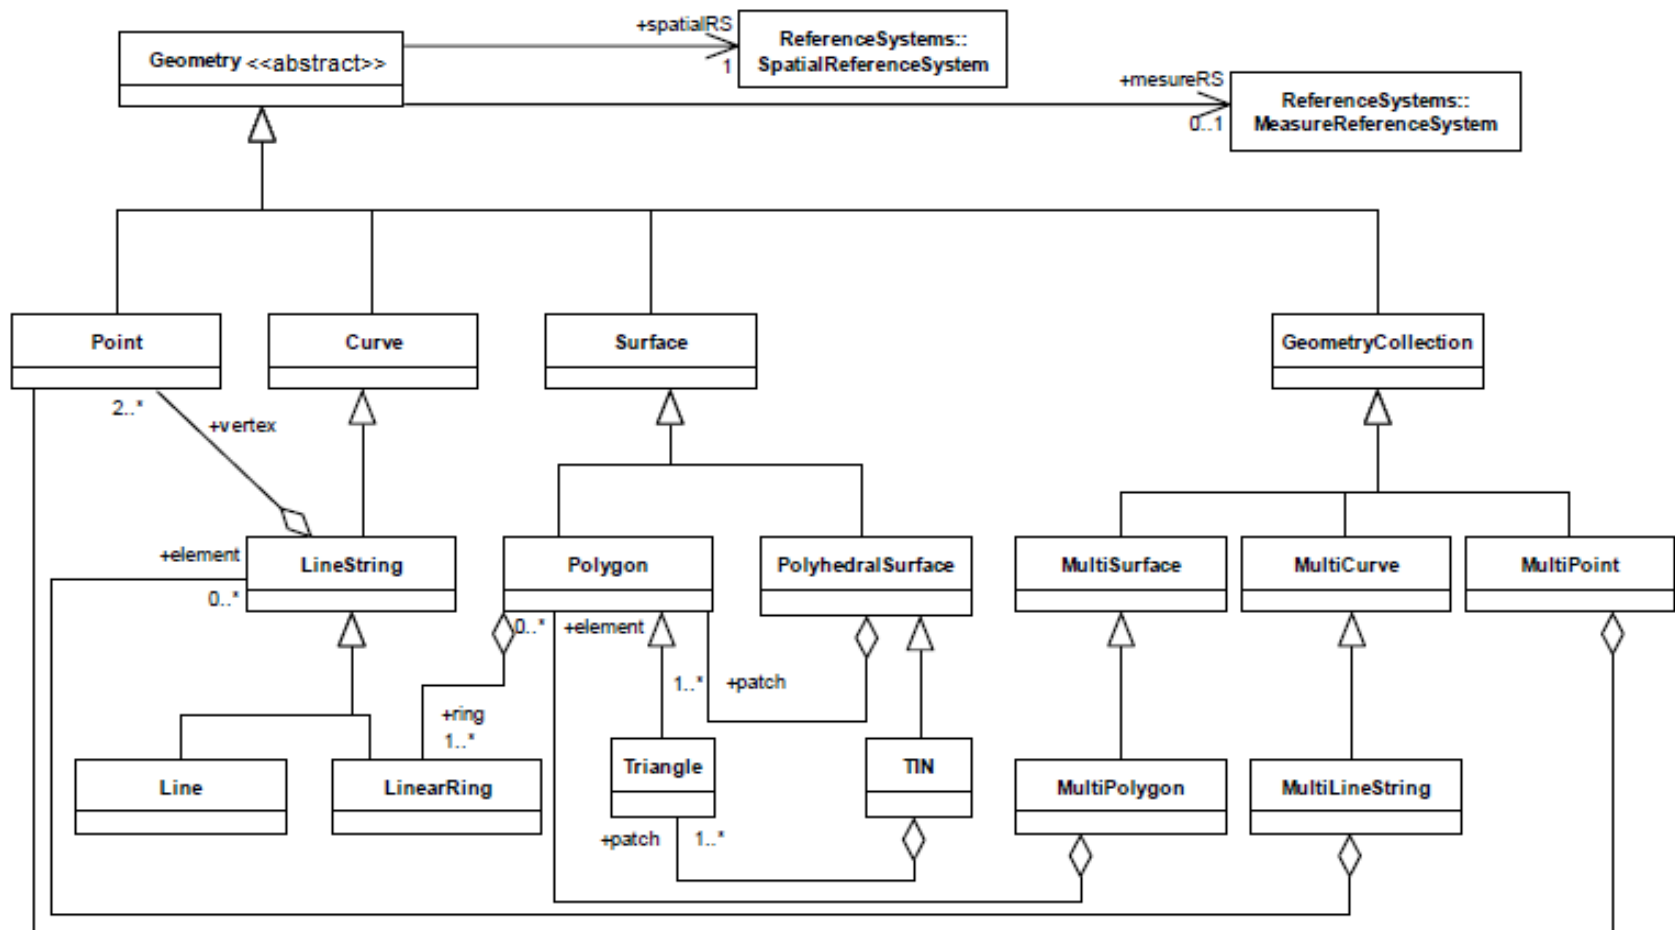 +spatialRS
Geometry <<abstract>>
1
ReferenceSystems::
SpatialReferenceSystem
+mesureRS
0..1
ReferenceSystems::
MeasureReferenceSystem
Point
Curve
Surface
GeometryCollection
2..*
+vertex
+element
0..*
LineString
Polygon
PolyhedralSurface
MultiSurface
MultiCurve
MultiPoint
0..*
+element
1..*
+patch
+ring
1..*
Line
LinearRing
Triangle
TIN
MultiPolygon
MultiLineString
+patch
1..*